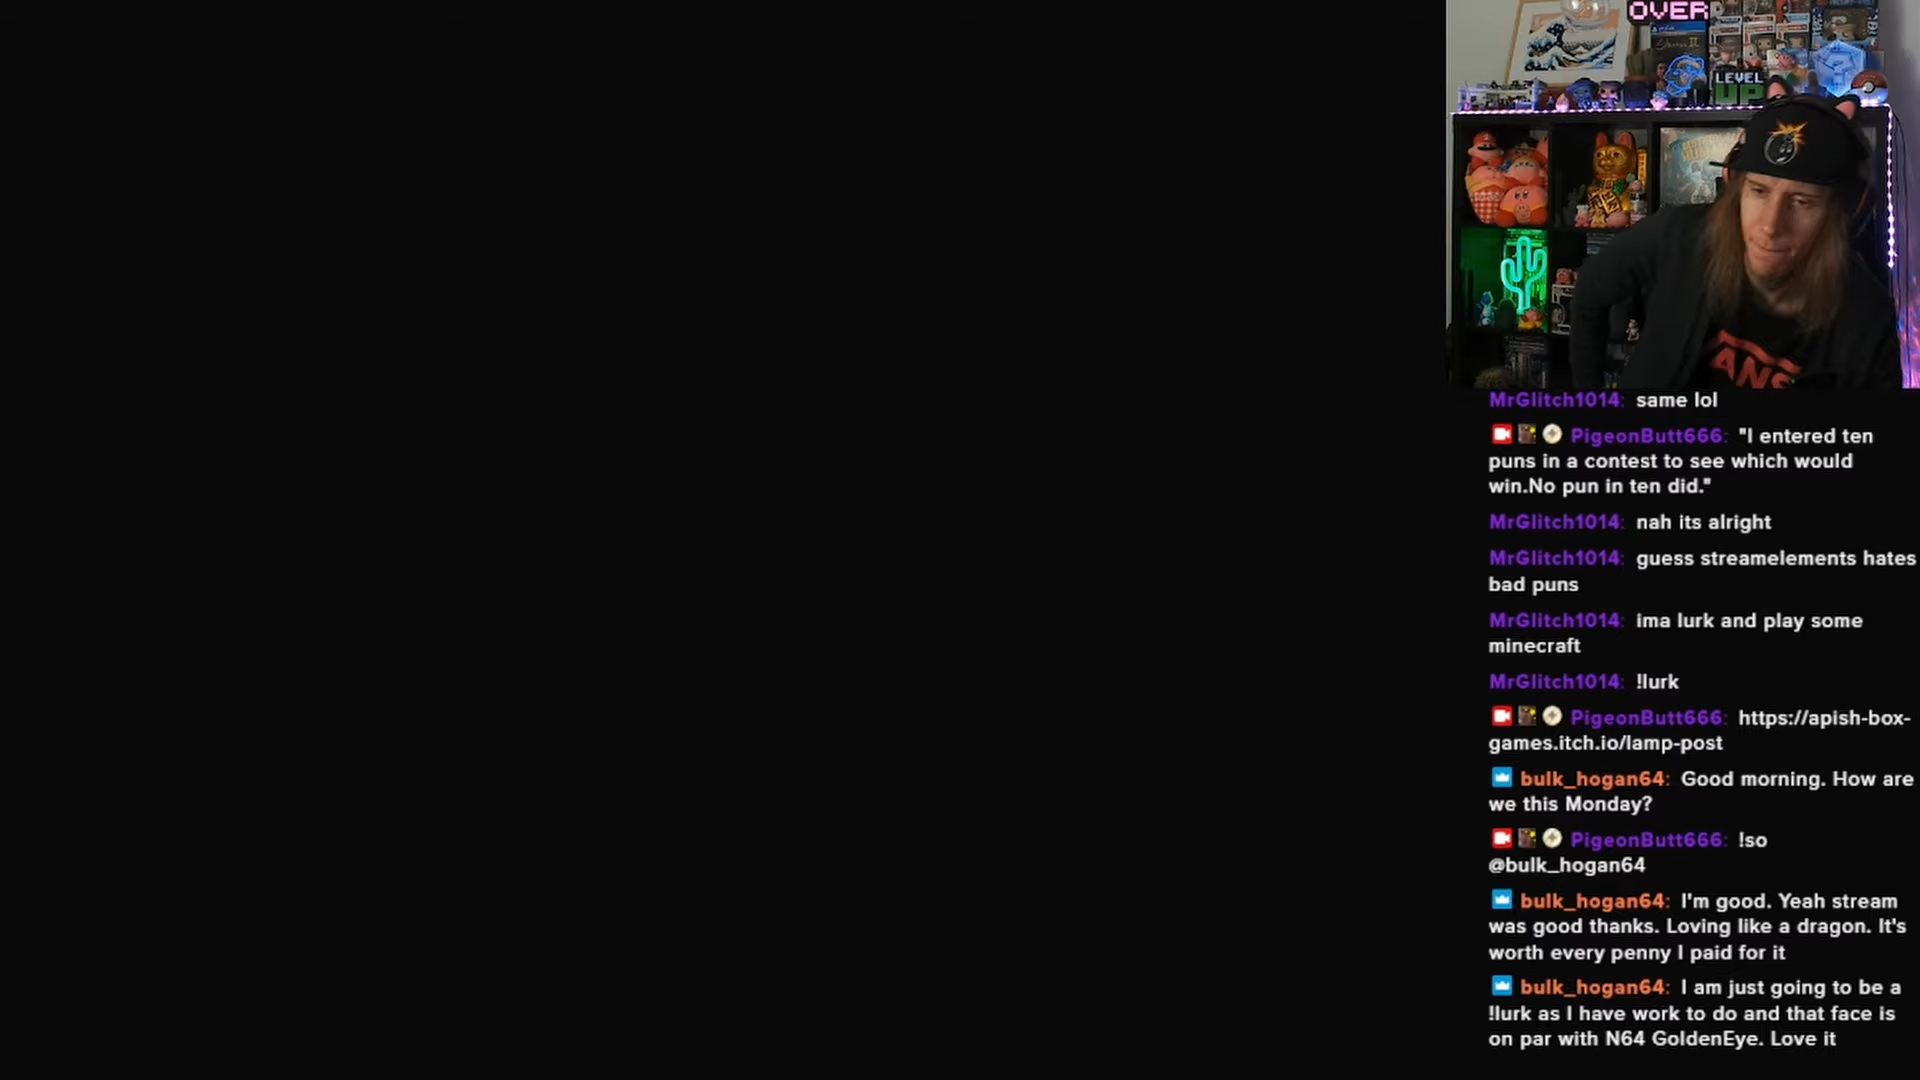 OVER
Shenmue II
LEVEL
UP
ANS
MrGlitch1014: same lol
PigeonButt666: "I entered ten
puns in a contest to see which would
win.No pun in ten did."
MrGlitch1014: nah its alright
MrGlitch1014: guess streamelements hates
bad puns
MrGlitch1014: ima lurk and play some
minecraft
MrGlitch1014: !lurk
PigeonButt666: https://apish-box-
games.itch.io/lamp-post
bulk_hogan64: Good morning. How are
we this Monday?
PigeonButt666: !so
@bulk_hogan64
bulk_hogan64: I'm good. Yeah stream
was good thanks. Loving like a dragon. It's
worth every penny I paid for it
bulk_hogan64: I am just going to be a
!lurk as I have work to do and that face is
on par with N64 GoldenEye. Love it